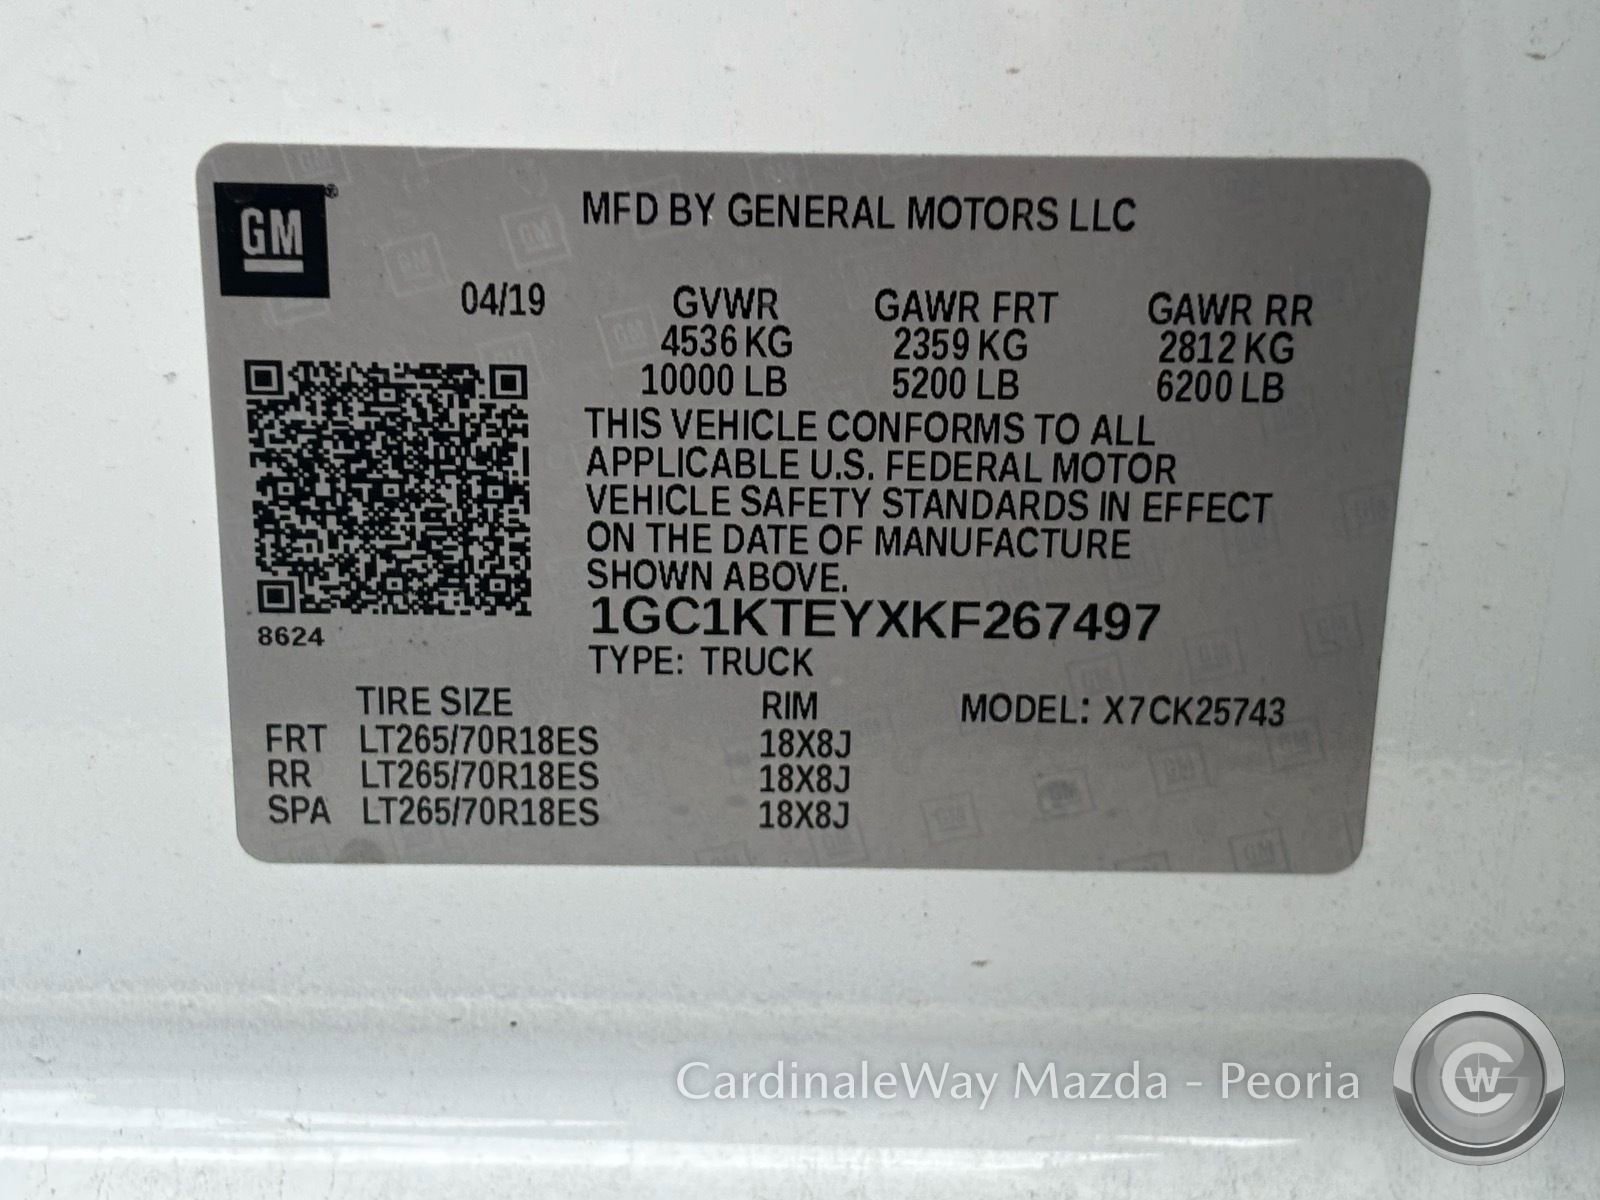 GM
MFD BY GENERAL MOTORS LLC
04/19 GVWR GAWR FRT GAWR RR
4536 KG 2359 KG 2812 KG
10000 LB 5200 LB 6200 LB
THIS VEHICLE CONFORMS TO ALL
APPLICABLE U.S. FEDERAL MOTOR
VEHICLE SAFETY STANDARDS IN EFFECT
ON THE DATE OF MANUFACTURE
SHOWN ABOVE.
1GC1KTEYXKF267497
8624
TYPE: TRUCK
TIRE SIZE RIM MODEL: X7CK25743
FRT LT265/70R18ES 18X8J
RR LT265/70R18ES 18X8J
SPA LT265/70R18ES 18X8J
CardinaleWay Mazda - Peoria
CW